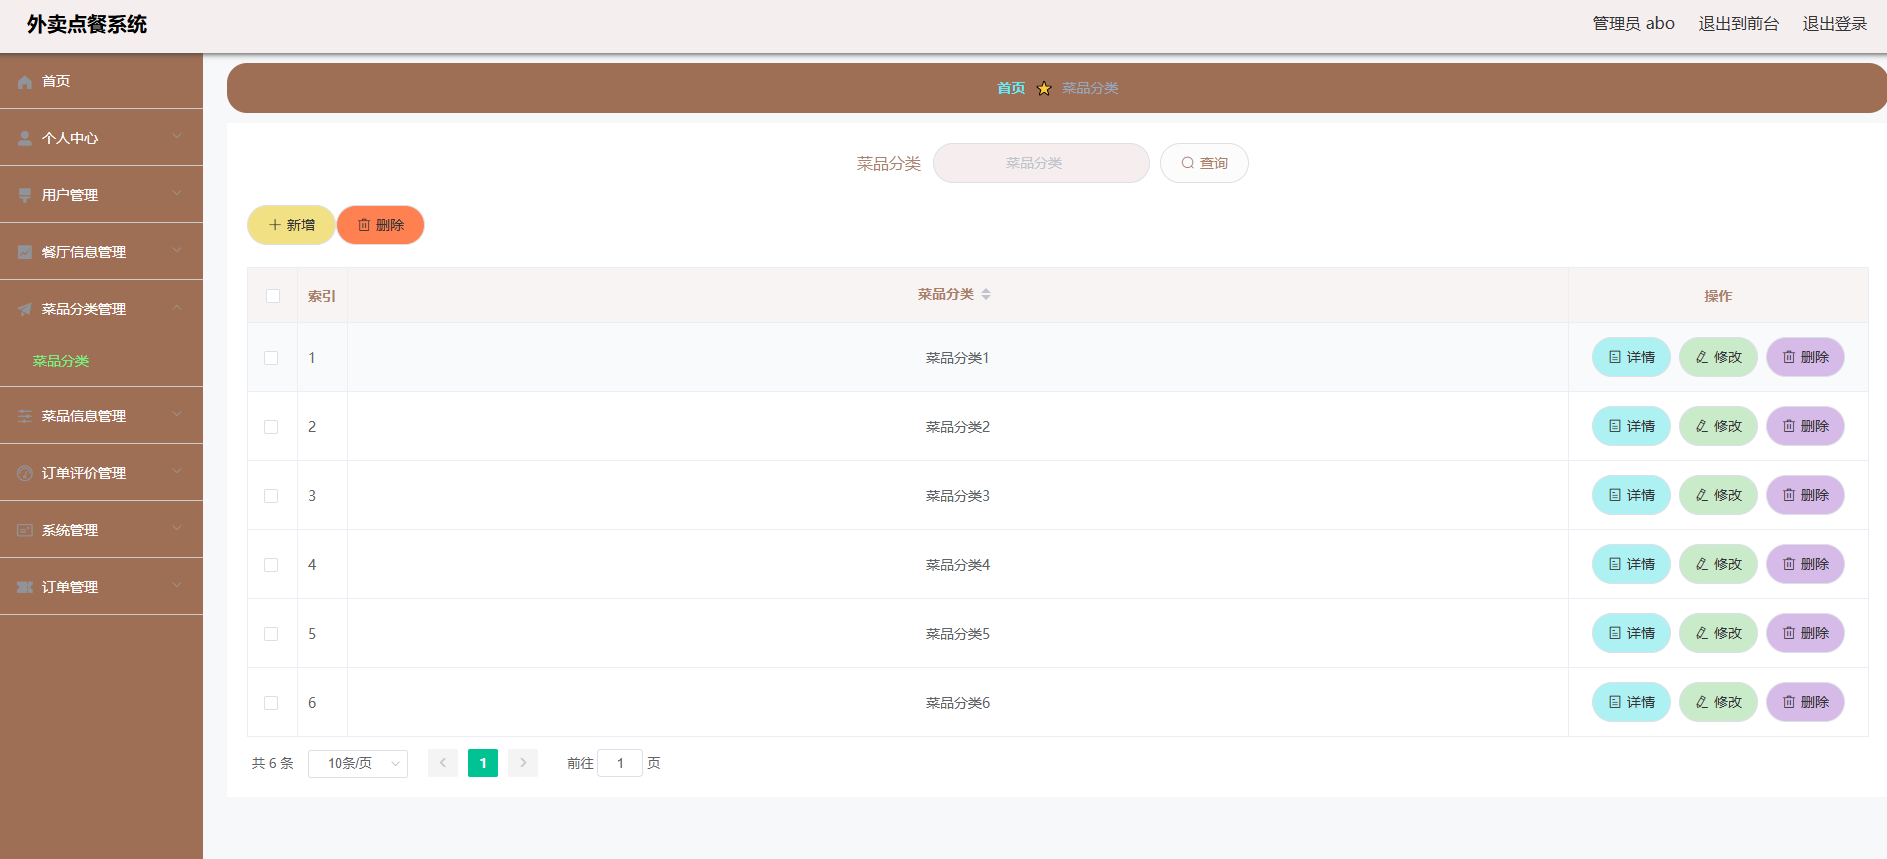 外卖点餐系统
管理员 abo 退出到前台 退出登录
首页
个人中心
用户管理
餐厅信息管理
菜品分类管理
菜品分类
菜品信息管理
订单评价管理
系统管理
订单管理
首页 菜品分类
菜品分类 菜品分类 查询
新增 删除
索引 菜品分类 操作
1 菜品分类1 详情 修改 删除
2 菜品分类2 详情 修改 删除
3 菜品分类3 详情 修改 删除
4 菜品分类4 详情 修改 删除
5 菜品分类5 详情 修改 删除
6 菜品分类6 详情 修改 删除
共 6 条 10条/页 1 前往 1 页